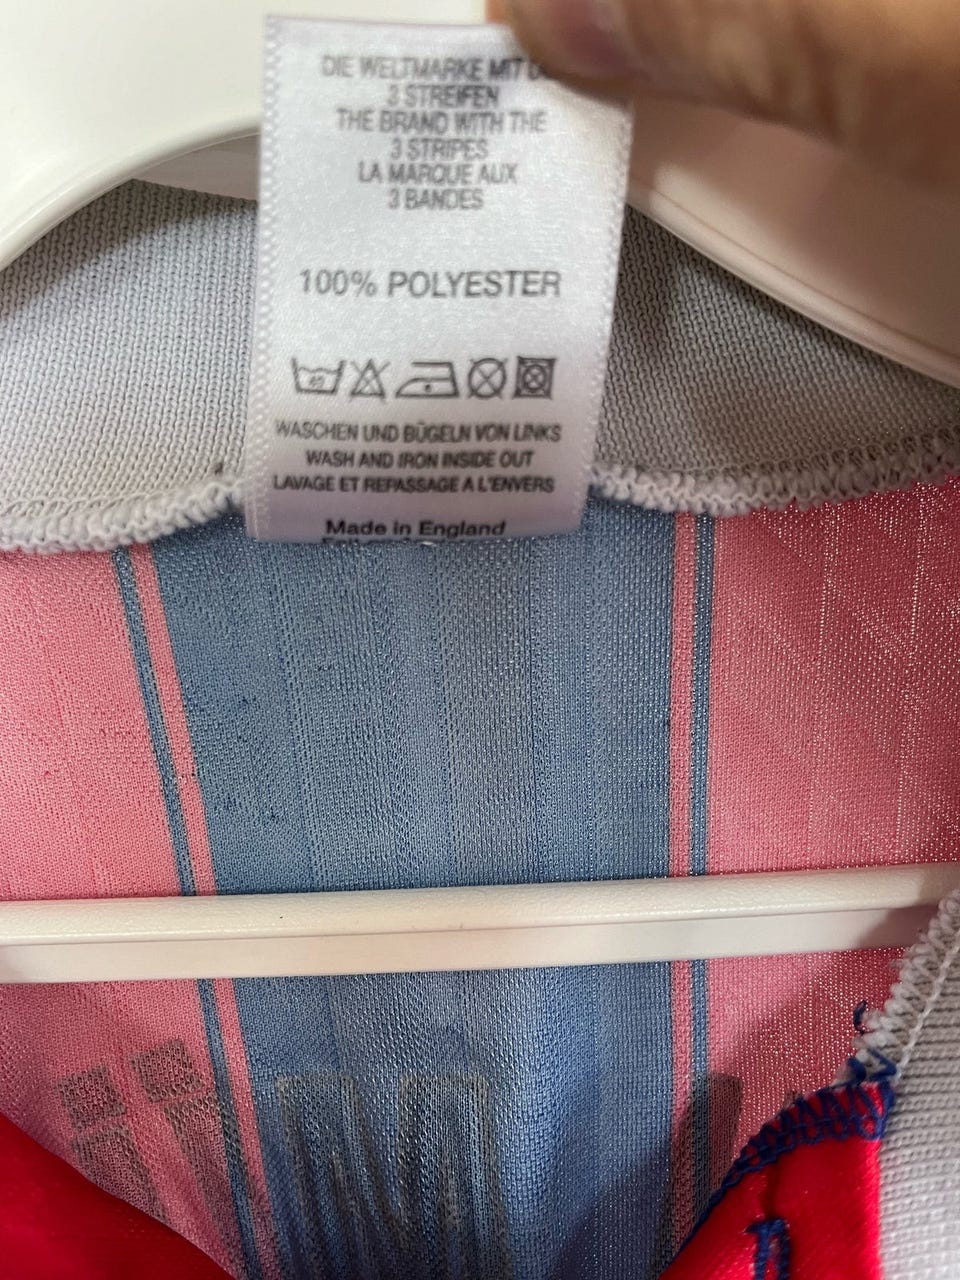 DIE WELTMARKE MIT
3 STREIFEN
THE BRAND WITH THE
3 STRIPES
LA MARQUE AUX
3 BANDES
100% POLYESTER
WASCHEN UND BÜGELN VON LINKS
WASH AND IRON INSIDE OUT
LAVAGE ET REPASSAGE A L'ENVERS
Made in England